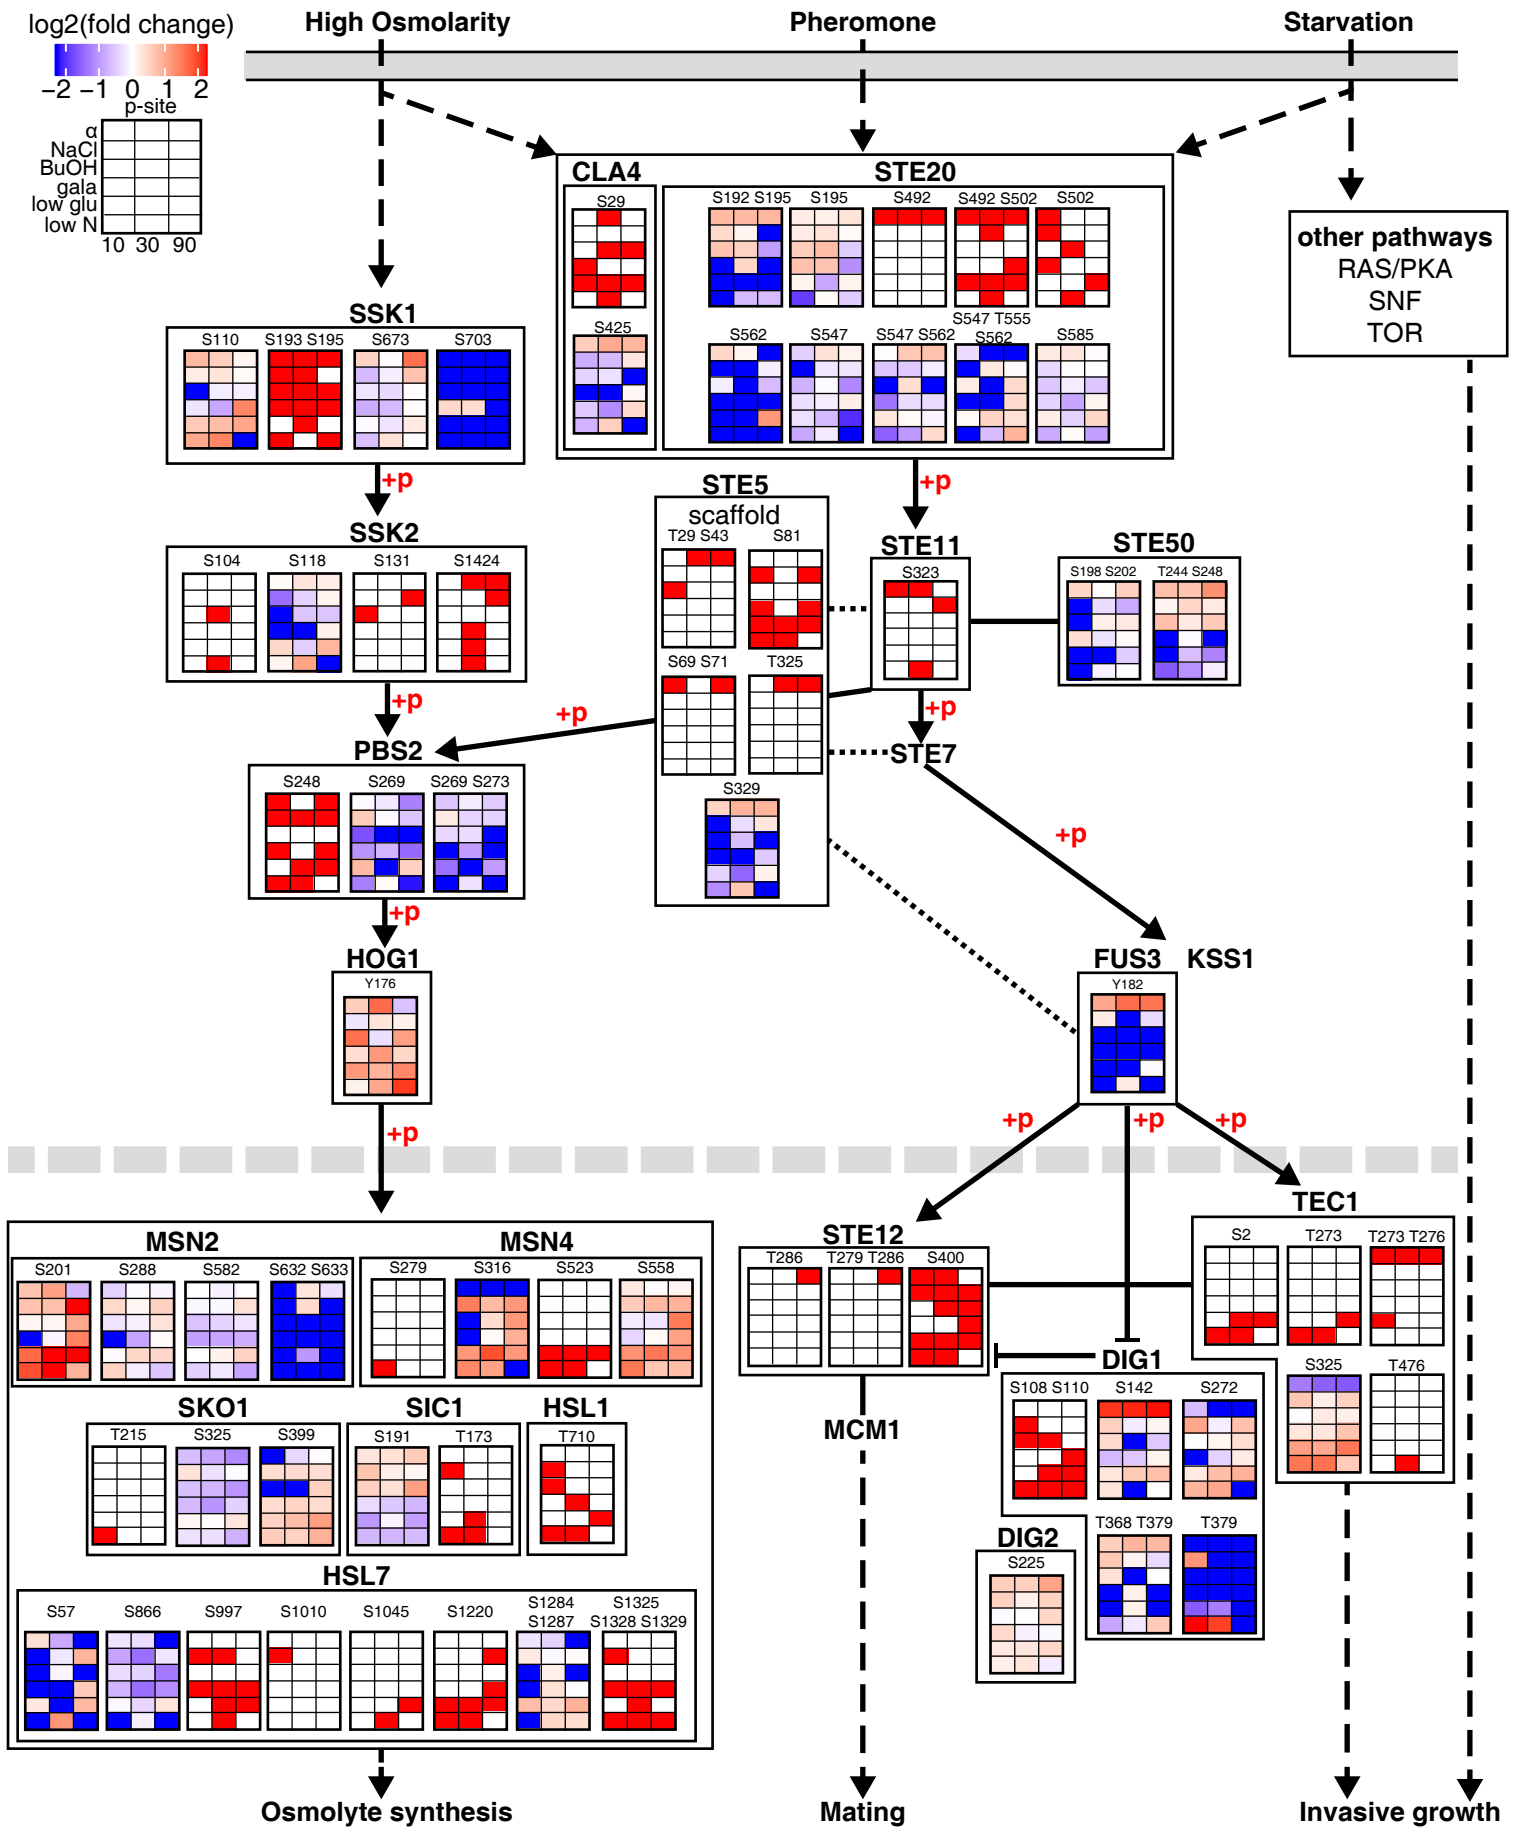 log2(fold change)
High Osmolarity
Pheromone
Starvation
−2 −1 0 1 2
p-site
α
NaCl
BuOH
gala
low glu
low N
10 30 90
CLA4
STE20
S29
S192 S195
S195
S492
S492 S502
S502
S425
S562
S547
S547 S562
S547 T555
S562
S585
other pathways
RAS/PKA
SNF
TOR
SSK1
S110
S193 S195
S673
S703
+p
+p
STE5
scaffold
T29 S43
S81
S69 S71
T325
S329
STE11
S323
STE50
S198 S202
T244 S248
SSK2
S104
S118
S131
S1424
+p
+p
+p
STE7
PBS2
S248
S269
S269 S273
+p
+p
HOG1
Y176
FUS3
KSS1
Y182
+p
+p
+p
+p
MSN2
S201
S288
S582
S632 S633
MSN4
S279
S316
S523
S558
SKO1
T215
S325
S399
SIC1
S191
T173
HSL1
T710
HSL7
S57
S866
S997
S1010
S1045
S1220
S1284
S1287
S1325
S1328 S1329
STE12
T286
T279 T286
S400
TEC1
S2
T273
T273 T276
S325
T476
DIG1
S108 S110
S142
S272
T368 T379
T379
MCM1
DIG2
S225
Osmolyte synthesis
Mating
Invasive growth